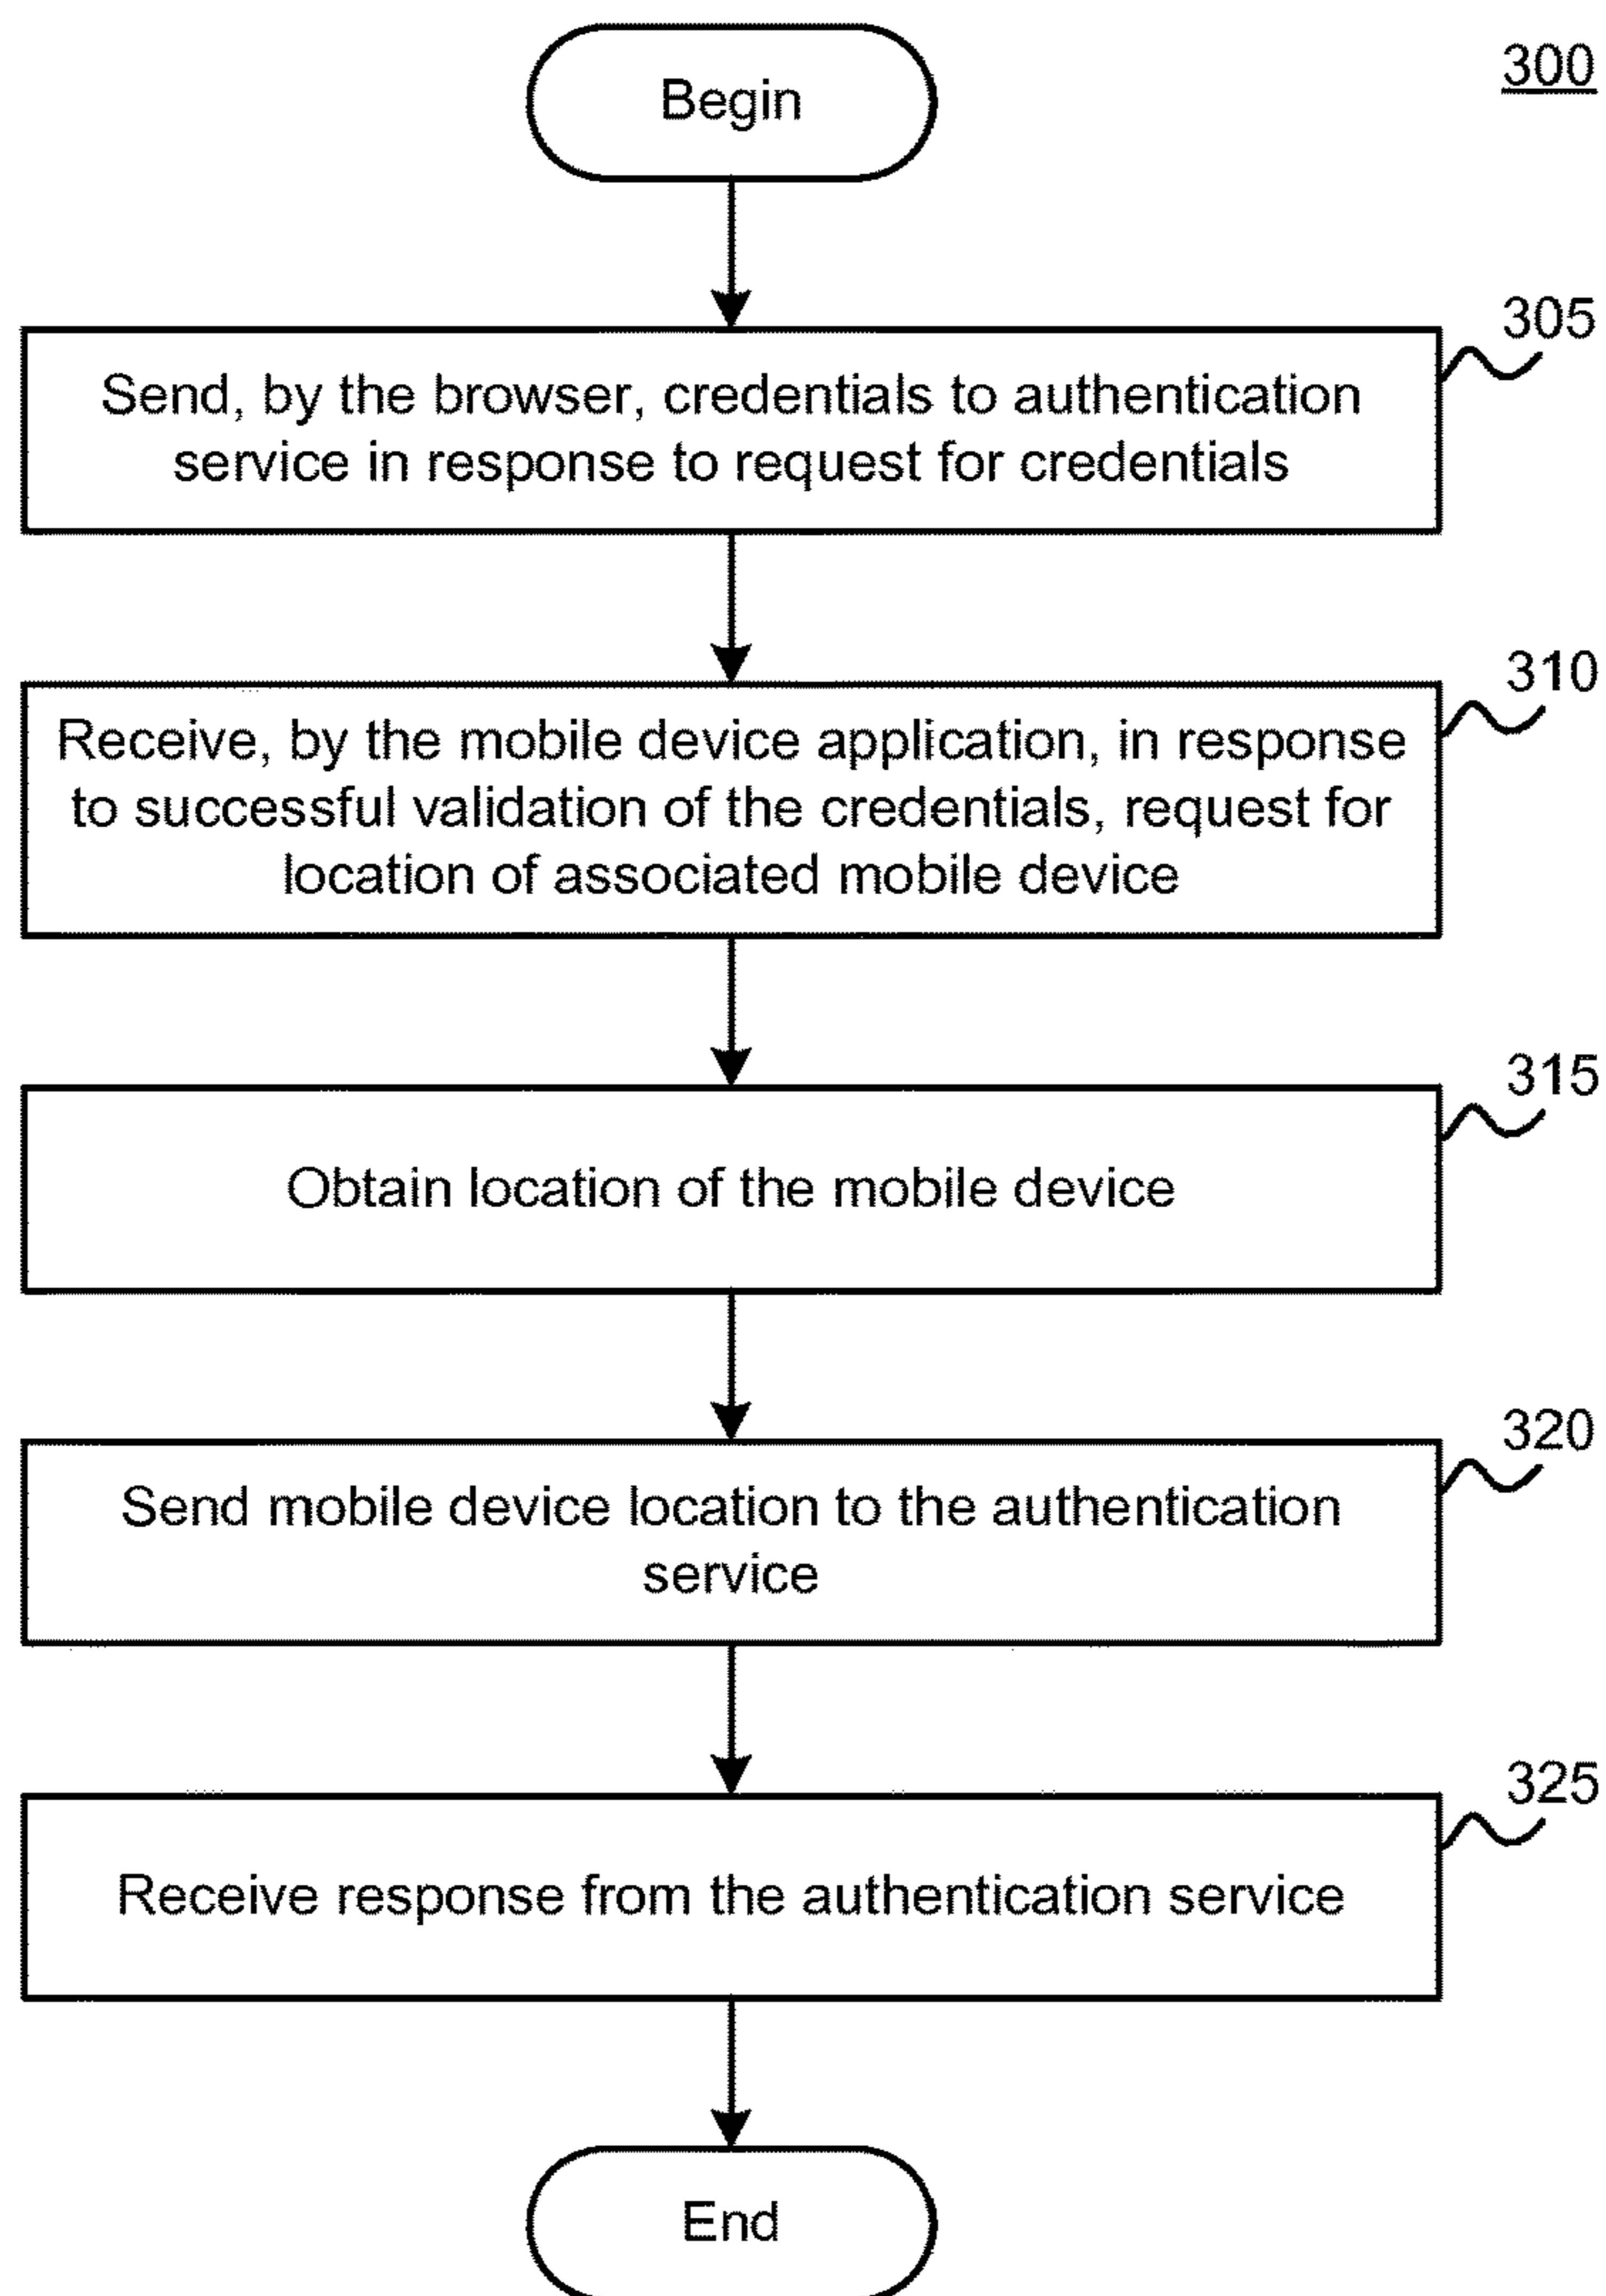 Begin
300
305
Send, by the browser, credentials to authentication
service in response to request for credentials
310
Receive, by the mobile device application, in response
to successful validation of the credentials, request for
location of associated mobile device
315
Obtain location of the mobile device
320
Send mobile device location to the authentication
service
325
Receive response from the authentication service
End